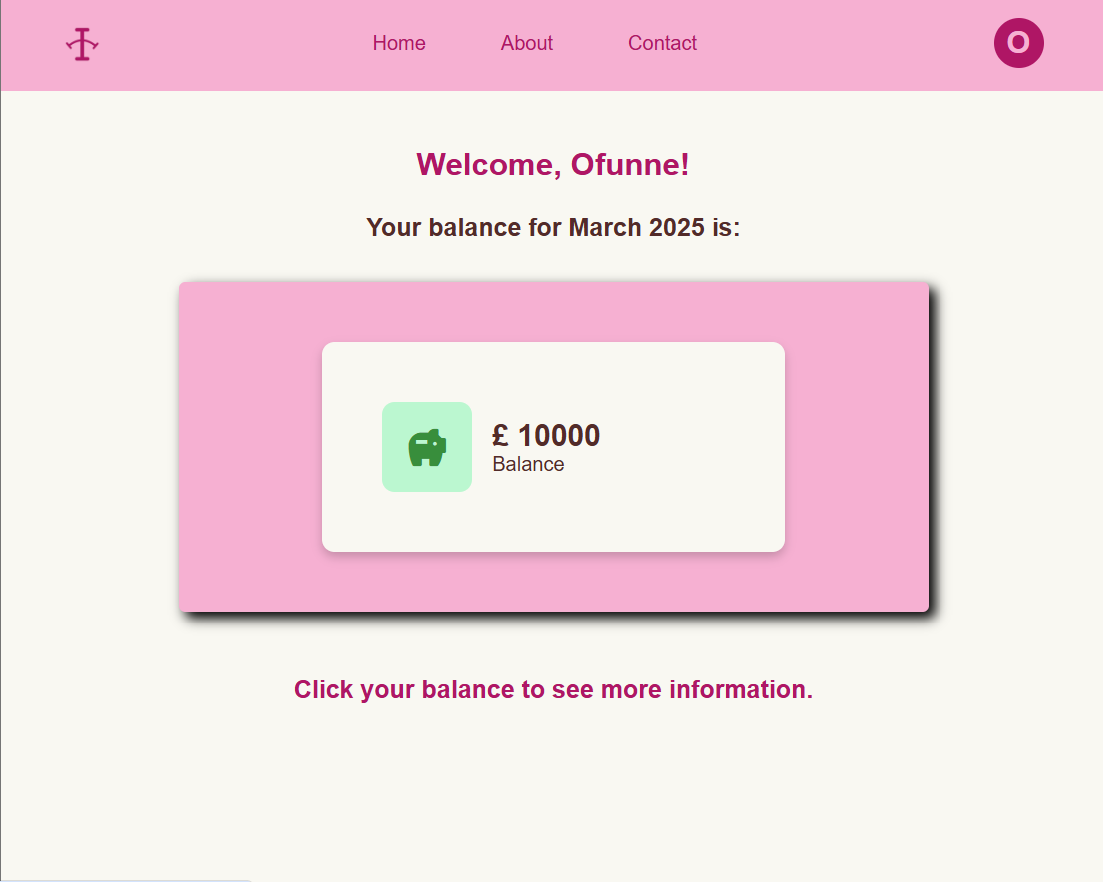 Home About Contact O
Welcome, Ofunne!
Your balance for March 2025 is:
£ 10000
Balance
Click your balance to see more information.